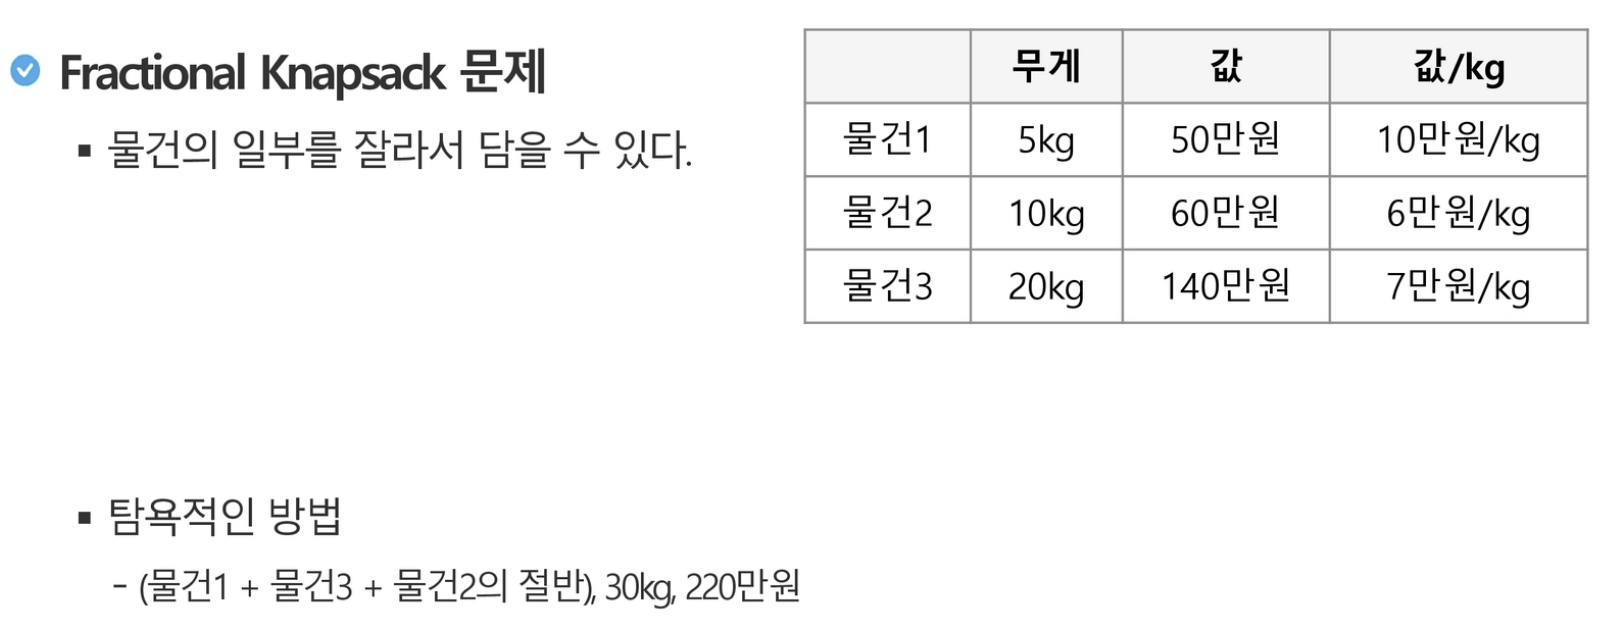 Fractional Knapsack 문제
▪ 물건의 일부를 잘라서 담을 수 있다.
무게 값 값/kg
물건1 5kg 50만원 10만원/kg
물건2 10kg 60만원 6만원/kg
물건3 20kg 140만원 7만원/kg
▪ 탐욕적인 방법
- (물건1 + 물건3 + 물건2의 절반), 30kg, 220만원